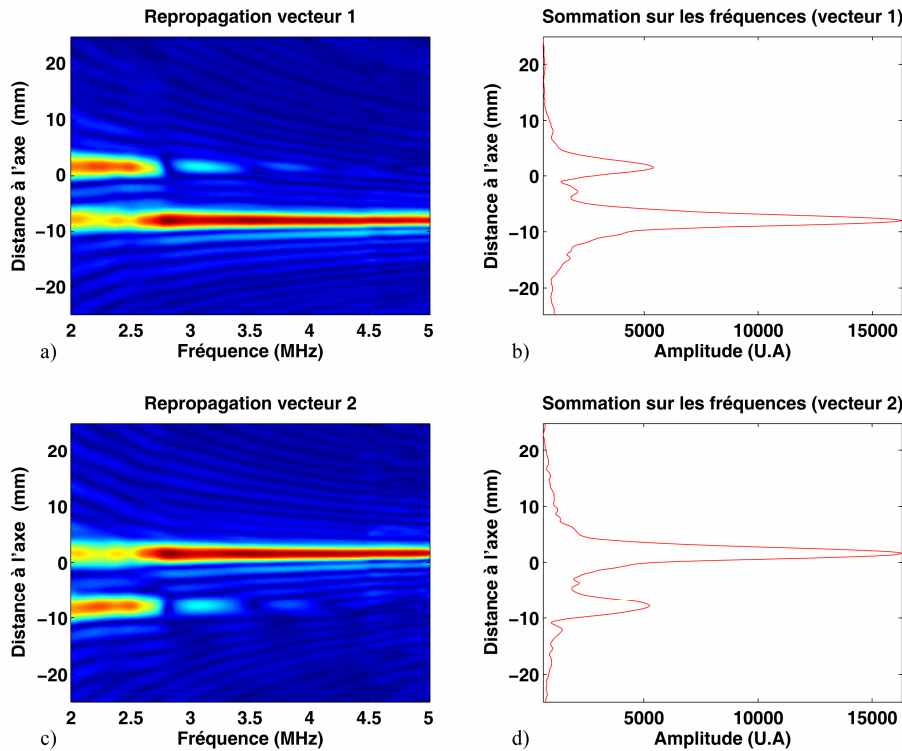 Repropagation vecteur 1
Distance à l'axe (mm)
20
10
0
−10
−20
2 2.5 3 3.5 4 4.5 5
Fréquence (MHz)
a)
Sommation sur les fréquences (vecteur 1)
Distance à l'axe (mm)
20
10
0
−10
−20
5000 10000 15000
Amplitude (U.A)
b)
Repropagation vecteur 2
Distance à l'axe (mm)
20
10
0
−10
−20
2 2.5 3 3.5 4 4.5 5
Fréquence (MHz)
c)
Sommation sur les fréquences (vecteur 2)
Distance à l'axe (mm)
20
10
0
−10
−20
5000 10000 15000
Amplitude (U.A)
d)